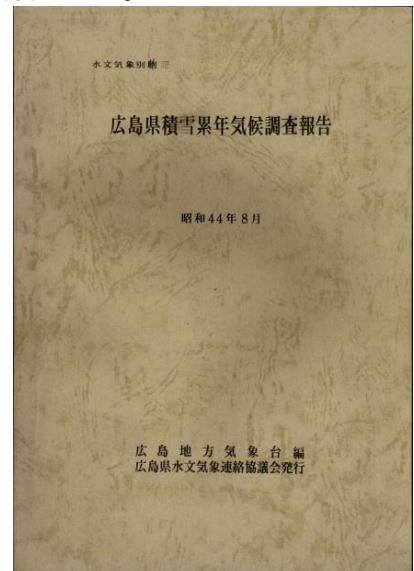 水文気象別冊
広島県積雪累年気候調査報告
昭和44年8月
広島地方気象台編
広島県水文気象連絡協議会発行